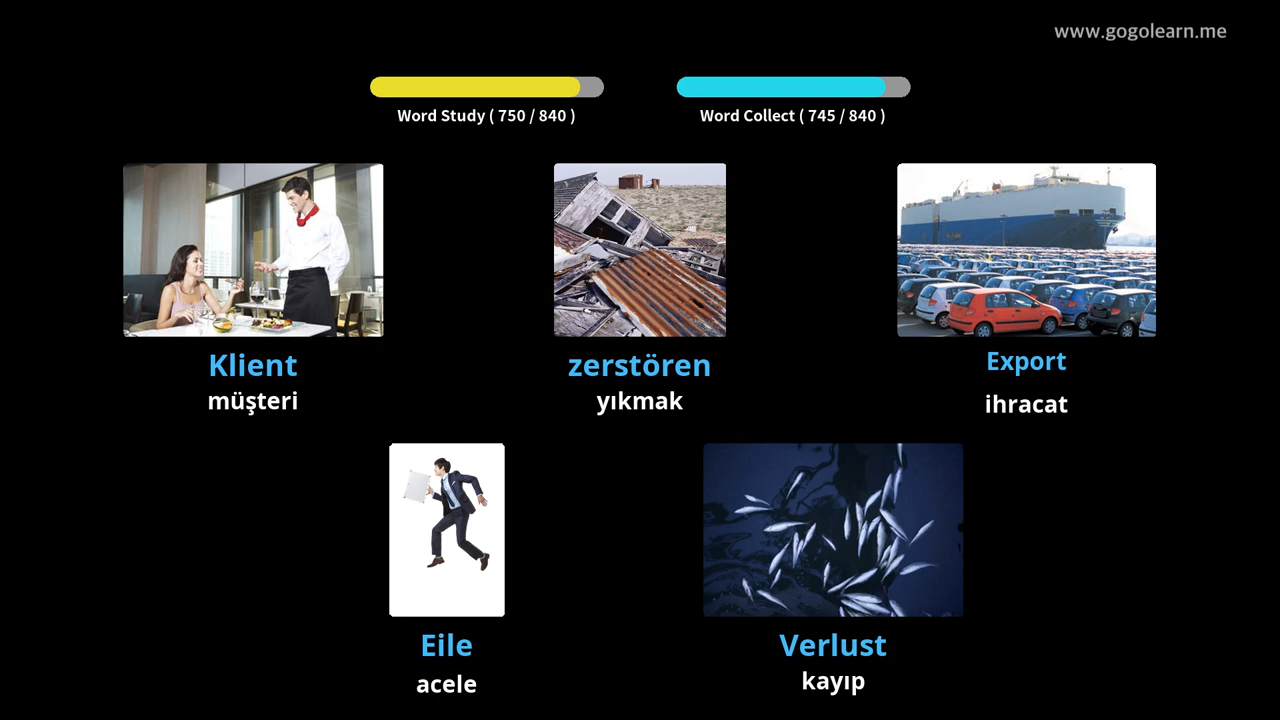 www.gogolearn.me
Word Study ( 750 / 840 )
Word Collect ( 745 / 840 )
Klient
müşteri
zerstören
yıkmak
Export
ihracat
Eile
acele
Verlust
kayıp